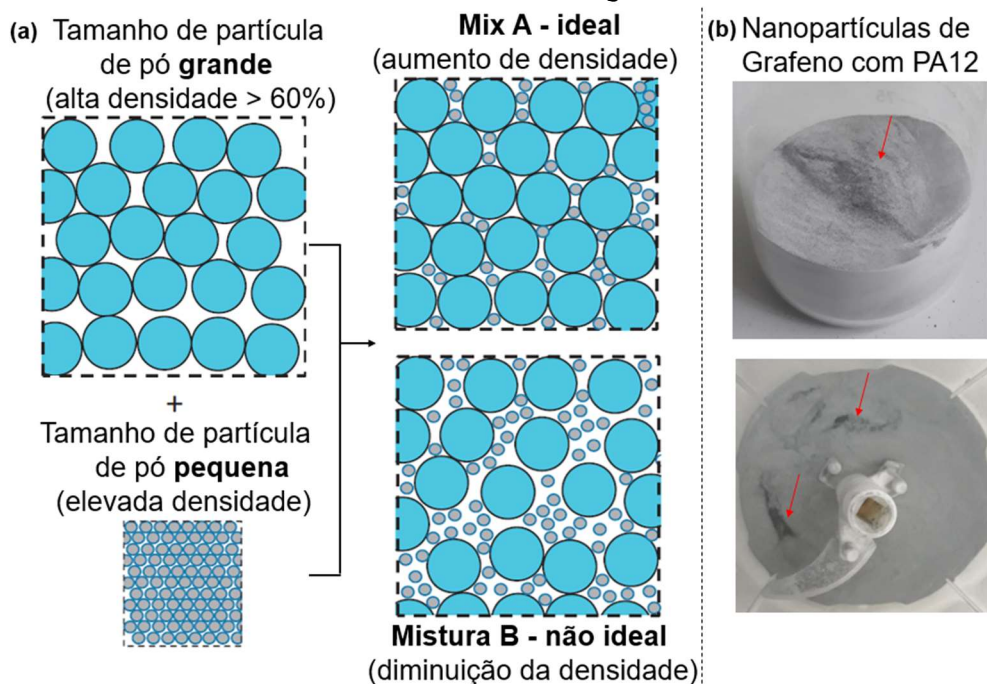 (a) Tamanho de partícula
de pó grande
(alta densidade > 60%)
+
Tamanho de partícula
de pó pequena
(elevada densidade)
Mix A - ideal
(aumento de densidade)
Mistura B - não ideal
(diminuição da densidade)
(b) Nanopartículas de
Grafeno com PA12